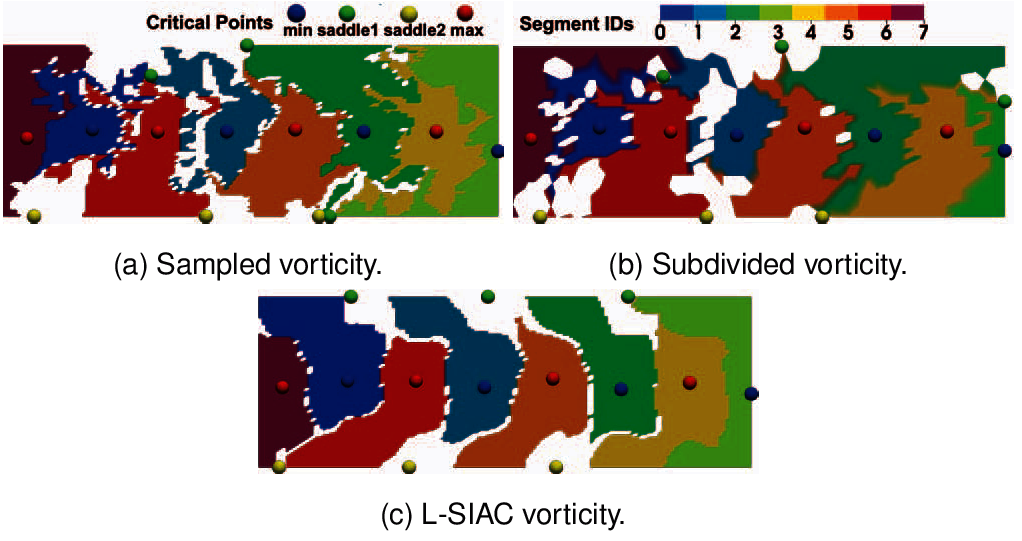 Critical Points
min saddle1 saddle2 max
Segment IDs
0 1 2 3 4 5 6 7
(a) Sampled vorticity.
(b) Subdivided vorticity.
(c) L-SIAC vorticity.